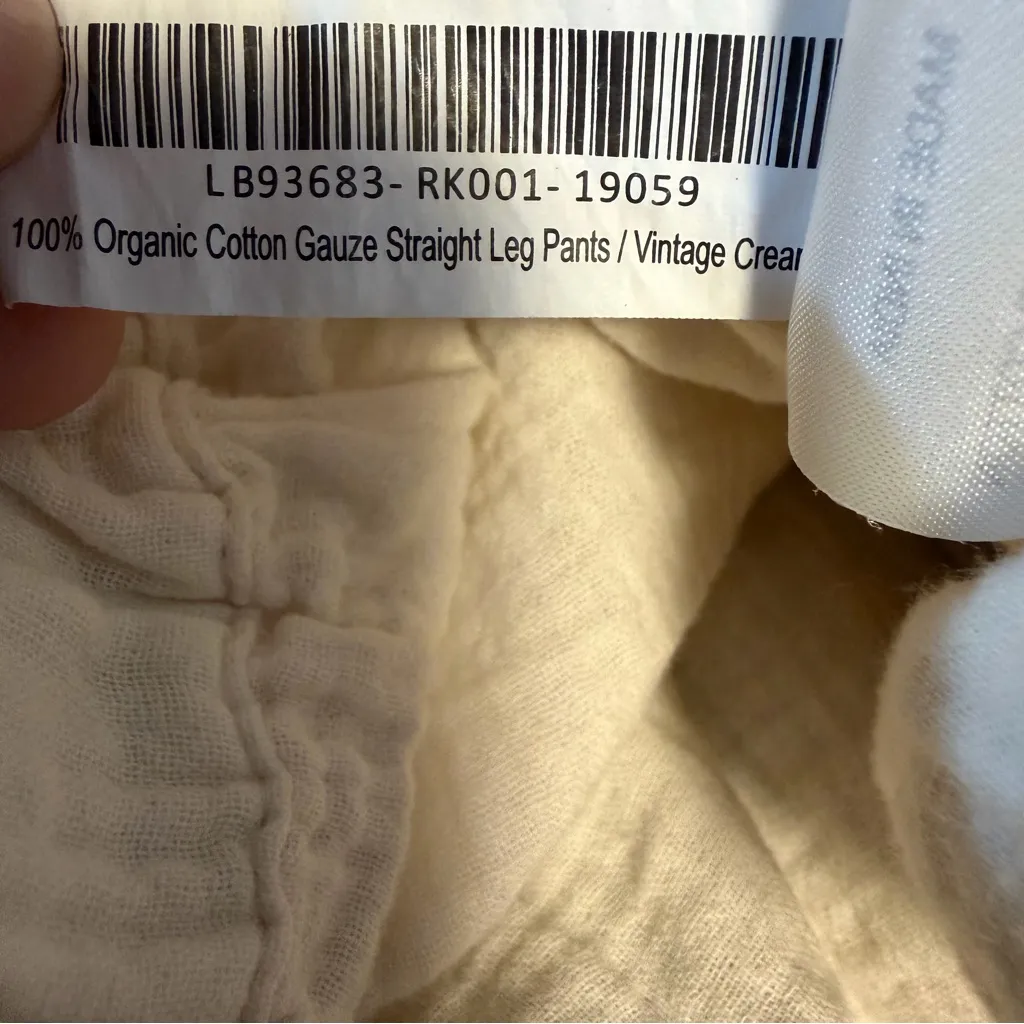 LB93683-RK001-19059
100% Organic Cotton Gauze Straight Leg Pants / Vintage Crear